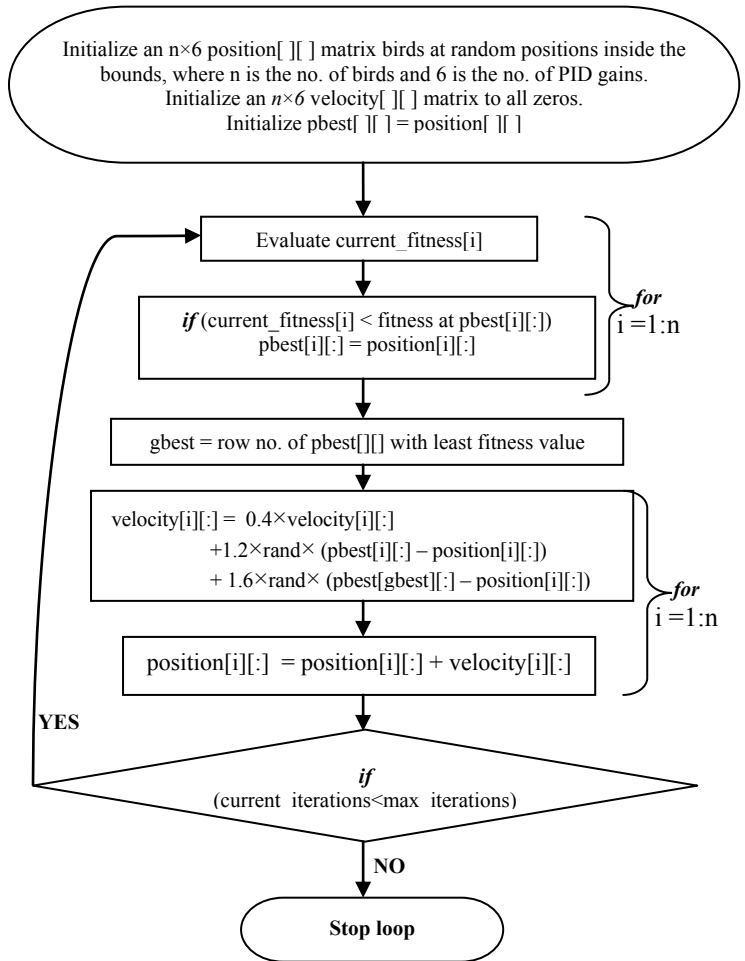 Initialize an n×6 position[ ][ ] matrix birds at random positions inside the
bounds, where n is the no. of birds and 6 is the no. of PID gains.
Initialize an n×6 velocity[ ][ ] matrix to all zeros.
Initialize pbest[ ][ ] = position[ ][ ]
Evaluate current_fitness[i]
if (current_fitness[i] < fitness at pbest[i][:])
pbest[i][:] = position[i][:]
for
i =1:n
gbest = row no. of pbest[][] with least fitness value
velocity[i][:] = 0.4×velocity[i][:]
+1.2×rand× (pbest[i][:] – position[i][:])
+ 1.6×rand× (pbest[gbest][:] – position[i][:])
for
i =1:n
position[i][:] = position[i][:] + velocity[i][:]
YES
if
(current_iterations<max_iterations)
NO
Stop loop